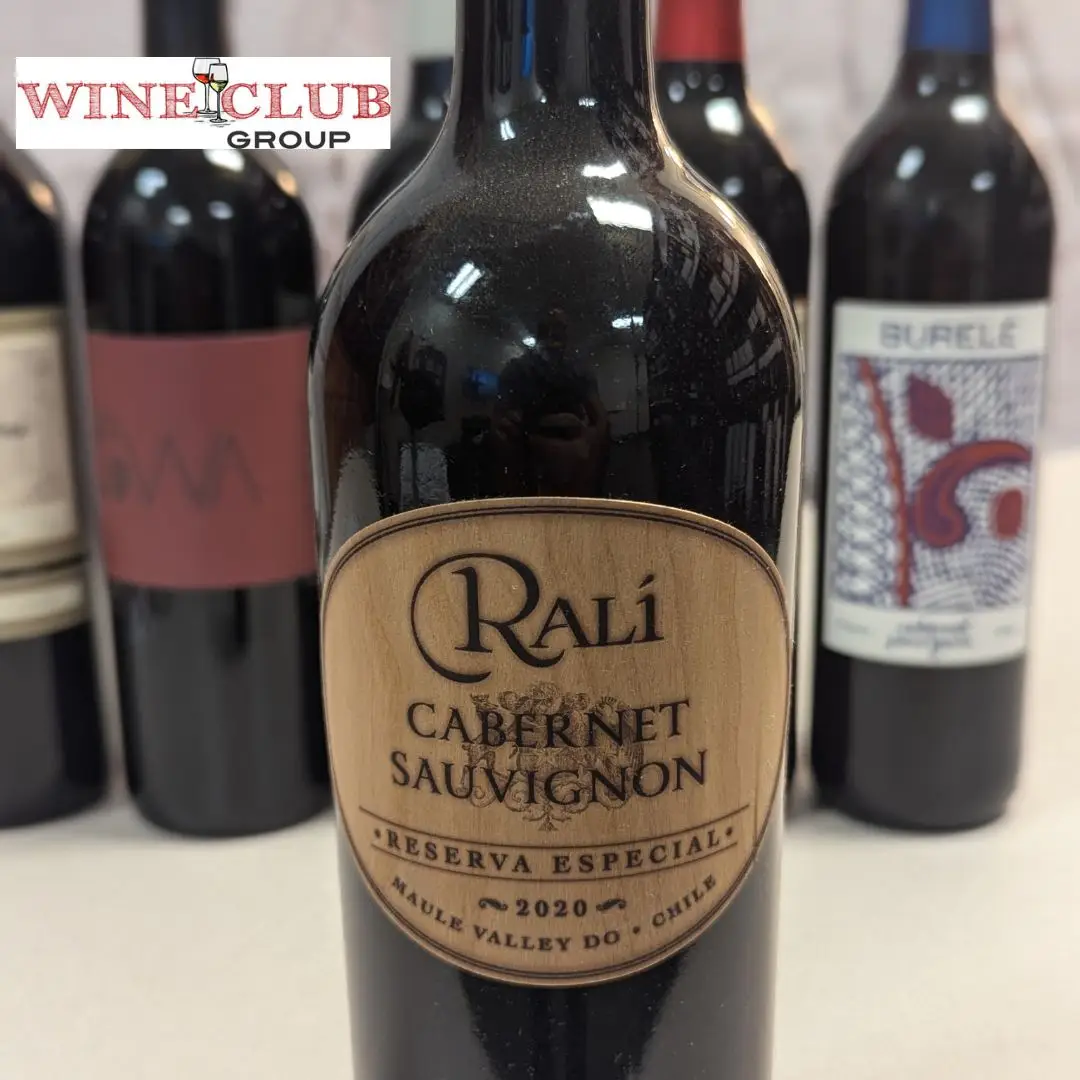 WINE CLUB
GROUP
BURELÉ
RALÍ
CABERNET
SAUVIGNON
•RESERVA ESPECIAL•
2020
MAULE VALLEY DO • CHILE